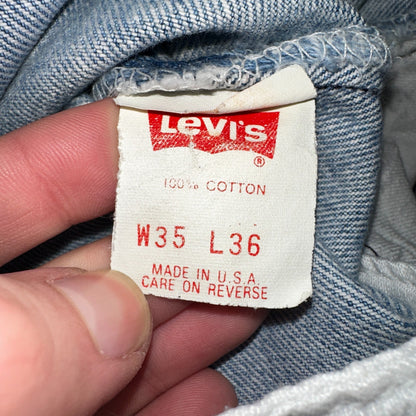 Levi's
®
100% COTTON
W35 L36
MADE IN U.S.A.
CARE ON REVERSE